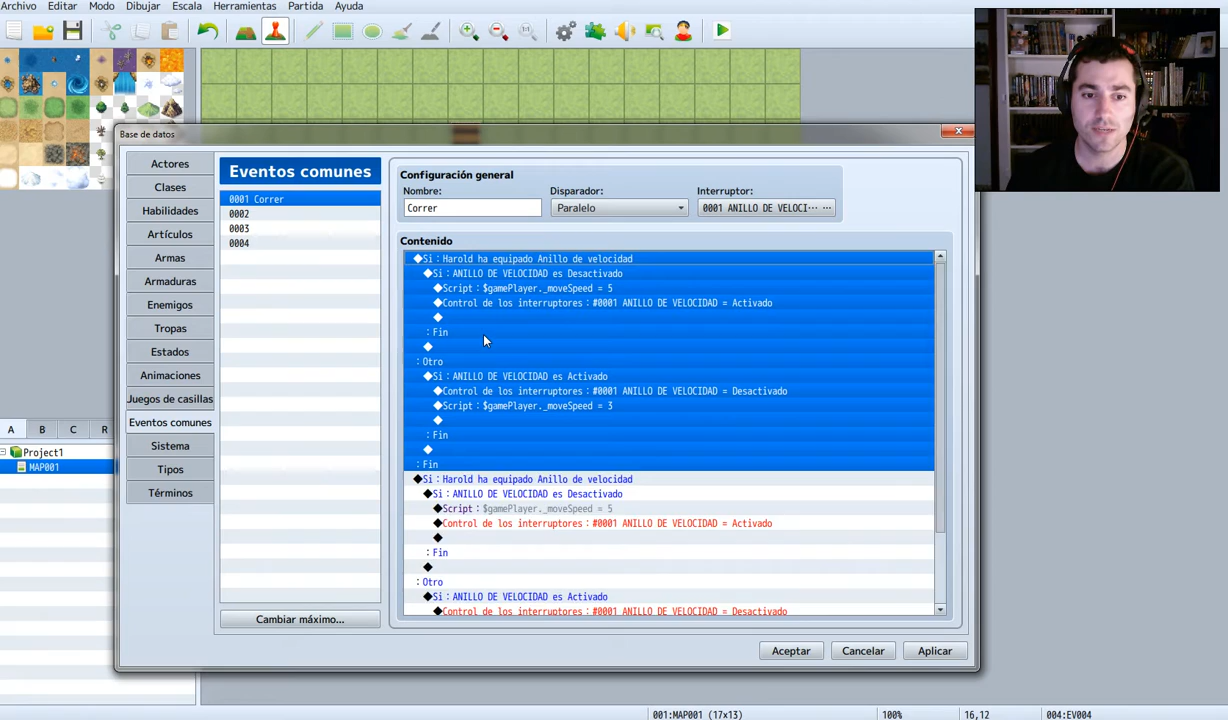 Archivo Editar Modo Dibujar Escala Herramientas Partida Ayuda
Base de datos
Actores
Clases
Habilidades
Artículos
Armas
Armaduras
Enemigos
Tropas
Estados
Animaciones
Juegos de casillas
Eventos comunes
Sistema
Tipos
Términos
Eventos comunes
0001 Correr
0002
0003
0004
Cambiar máximo...
Configuración general
Nombre: Disparador: Interruptor:
Correr Paralelo 0001 ANILLO DE VELOCI... ...
Contenido
◆Si：Harold ha equipado Anillo de velocidad
◆Si：ANILLO DE VELOCIDAD es Desactivado
◆Script：$gamePlayer._moveSpeed = 5
◆Control de los interruptores：#0001 ANILLO DE VELOCIDAD = Activado
◆
：Fin
◆
：Otro
◆Si：ANILLO DE VELOCIDAD es Activado
◆Control de los interruptores：#0001 ANILLO DE VELOCIDAD = Desactivado
◆Script：$gamePlayer._moveSpeed = 3
◆
：Fin
◆
：Fin
◆Si：Harold ha equipado Anillo de velocidad
◆Si：ANILLO DE VELOCIDAD es Desactivado
◆Script：$gamePlayer._moveSpeed = 5
◆Control de los interruptores：#0001 ANILLO DE VELOCIDAD = Activado
◆
：Fin
◆
：Otro
◆Si：ANILLO DE VELOCIDAD es Activado
◆Control de los interruptores：#0001 ANILLO DE VELOCIDAD = Desactivado
Aceptar Cancelar Aplicar
A B C R
Project1
MAP001
001:MAP001 (17x13) 100% 16,12 004:EV004